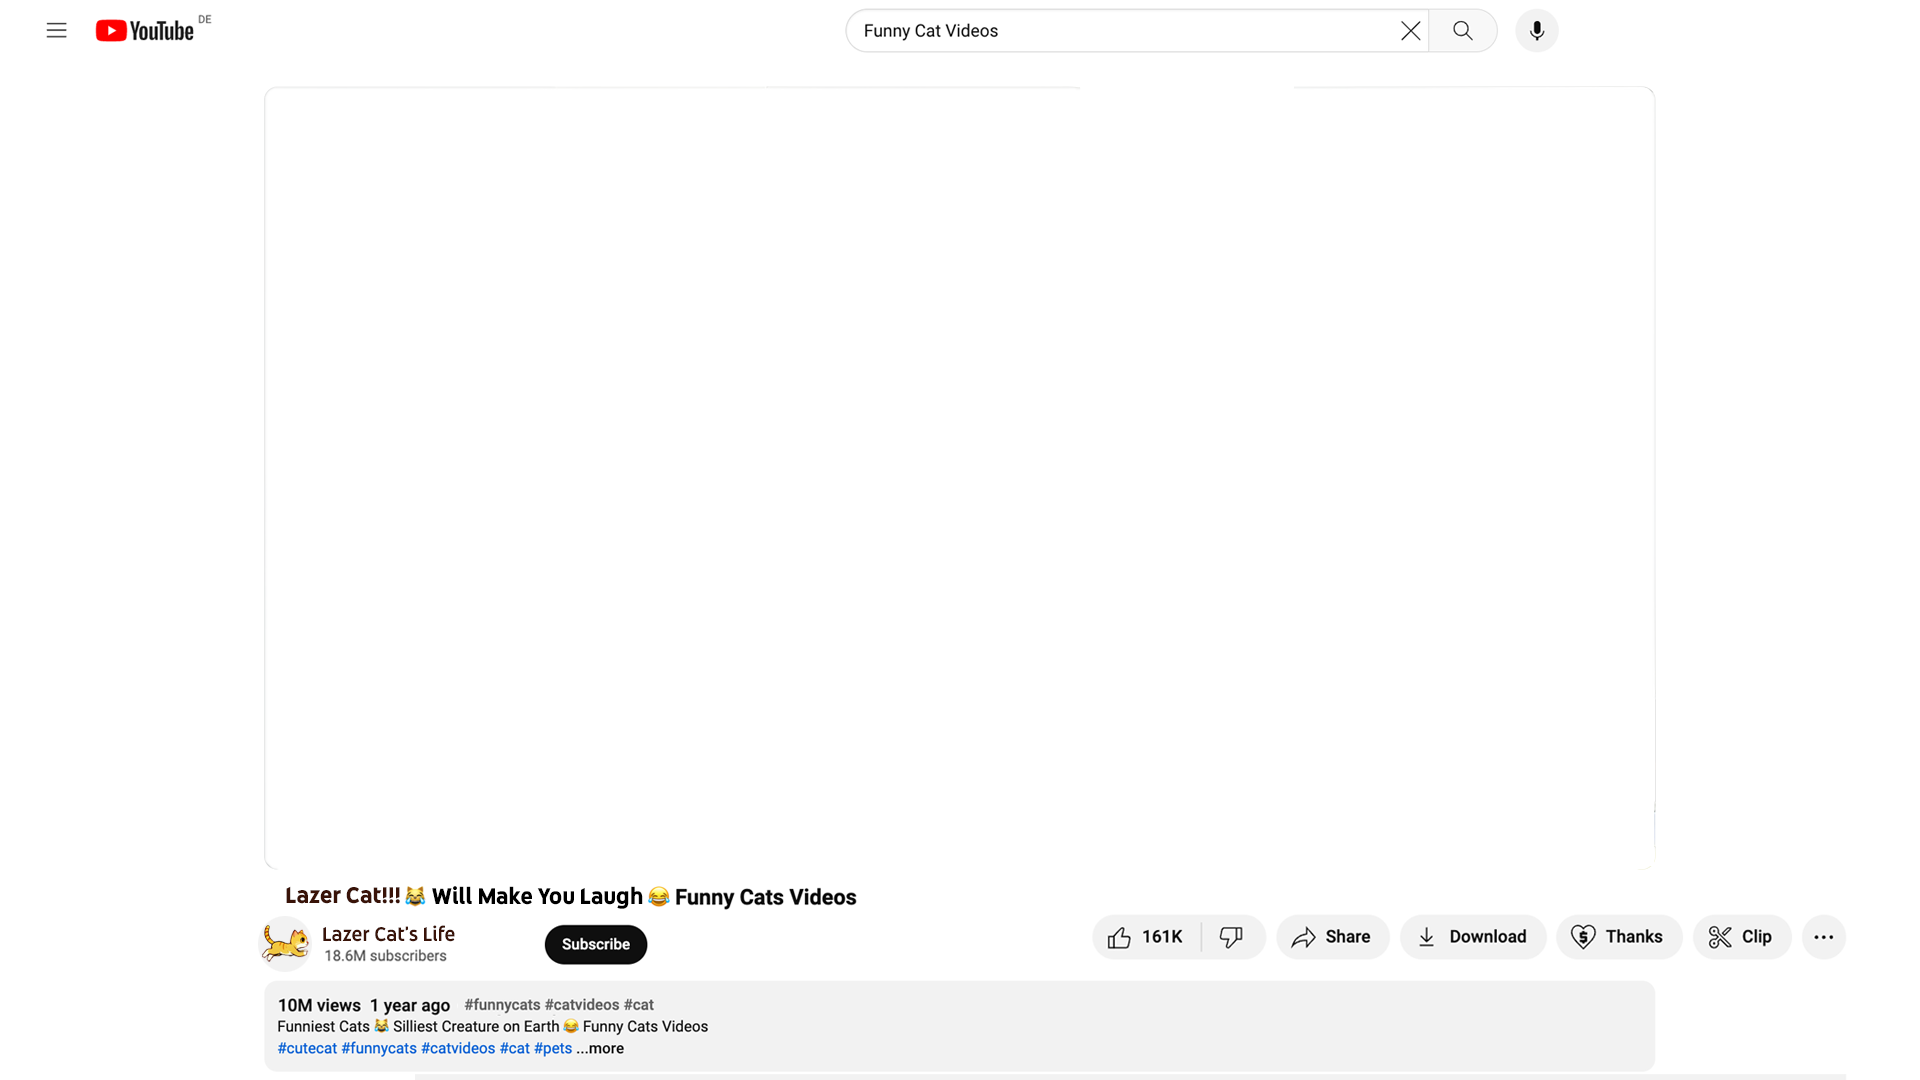 YouTube DE
Funny Cat Videos
Lazer Cat!!!😹 Will Make You Laugh 😂 Funny Cats Videos
Lazer Cat's Life
18.6M subscribers
Subscribe
161K
Share
Download
Thanks
Clip
10M views 1 year ago #funnycats #catvideos #cat
Funniest Cats 😹 Silliest Creature on Earth 😂 Funny Cats Videos
#cutecat #funnycats #catvideos #cat #pets ...more